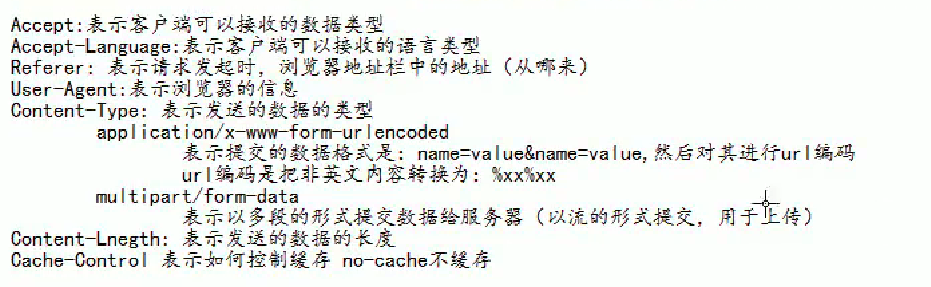 Accept:表示客户端可以接收的数据类型
Accept-Language:表示客户端可以接收的语言类型
Referer: 表示请求发起时, 浏览器地址栏中的地址（从哪来）
User-Agent:表示浏览器的信息
Content-Type: 表示发送的数据的类型
application/x-www-form-urlencoded
表示提交的数据格式是: name=value&name=value,然后对其进行url编码
url编码是把非英文内容转换为: %xx%xx
multipart/form-data
表示以多段的形式提交数据给服务器（以流的形式提交, 用于上传）
Content-Lnegth: 表示发送的数据的长度
Cache-Control 表示如何控制缓存 no-cache不缓存